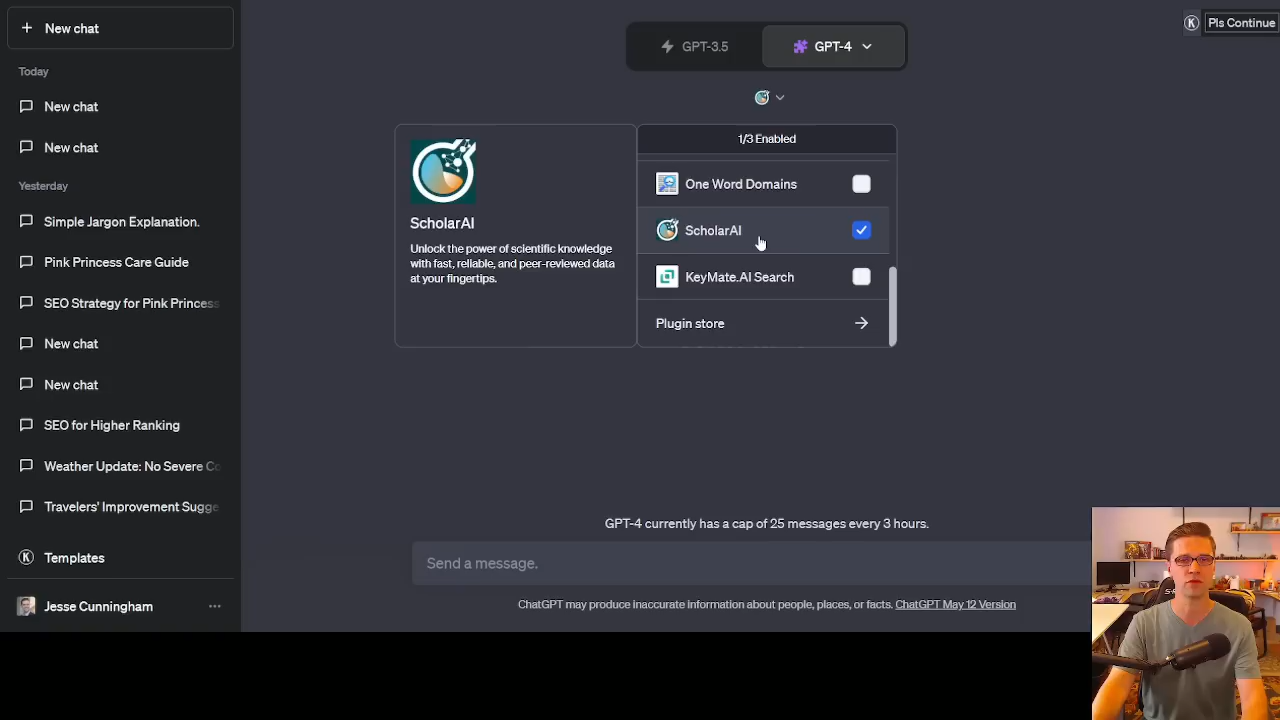 New chat
Today
New chat
New chat
Yesterday
Simple Jargon Explanation.
Pink Princess Care Guide
SEO Strategy for Pink Princess
New chat
New chat
SEO for Higher Ranking
Weather Update: No Severe Co
Travelers' Improvement Sugge
Templates
Jesse Cunningham
GPT-3.5
GPT-4
K
Pls Continue
ScholarAI
Unlock the power of scientific knowledge
with fast, reliable, and peer-reviewed data
at your fingertips.
1/3 Enabled
One Word Domains
ScholarAI
KeyMate.AI Search
Plugin store
GPT-4 currently has a cap of 25 messages every 3 hours.
Send a message.
ChatGPT may produce inaccurate information about people, places, or facts. ChatGPT May 12 Version